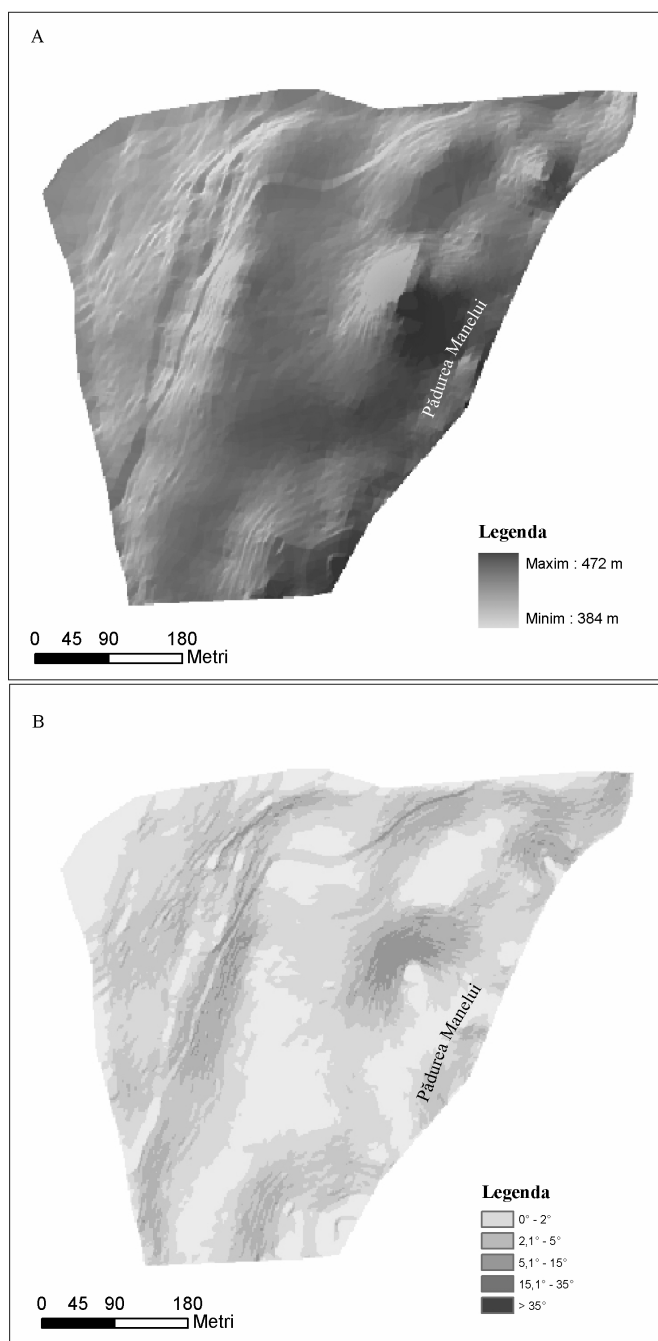 A
Pădurea Manelui
Legenda
Maxim : 472 m
Minim : 384 m
0 45 90 180
Metri
B
Pădurea Manelui
Legenda
0° - 2°
2,1° - 5°
5,1° - 15°
15,1° - 35°
> 35°
0 45 90 180
Metri